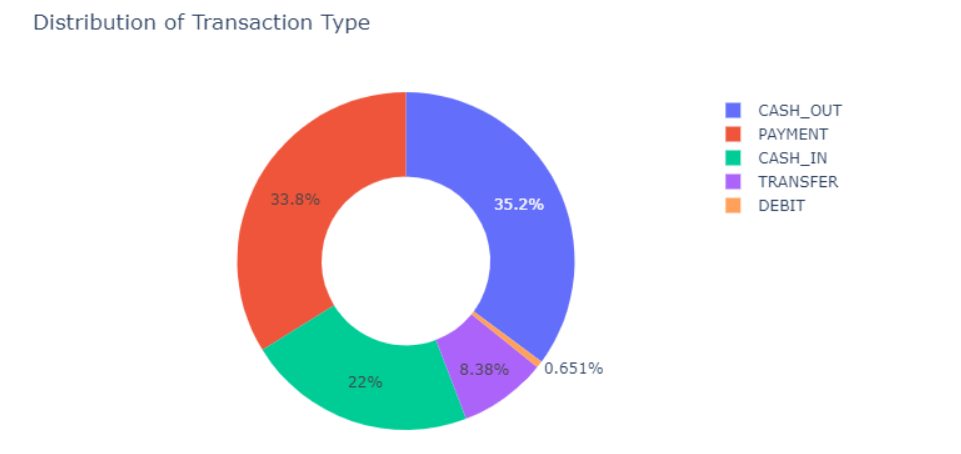 Distribution of Transaction Type
CASH_OUT
PAYMENT
CASH_IN
TRANSFER
DEBIT
33.8%
35.2%
0.651%
8.38%
22%